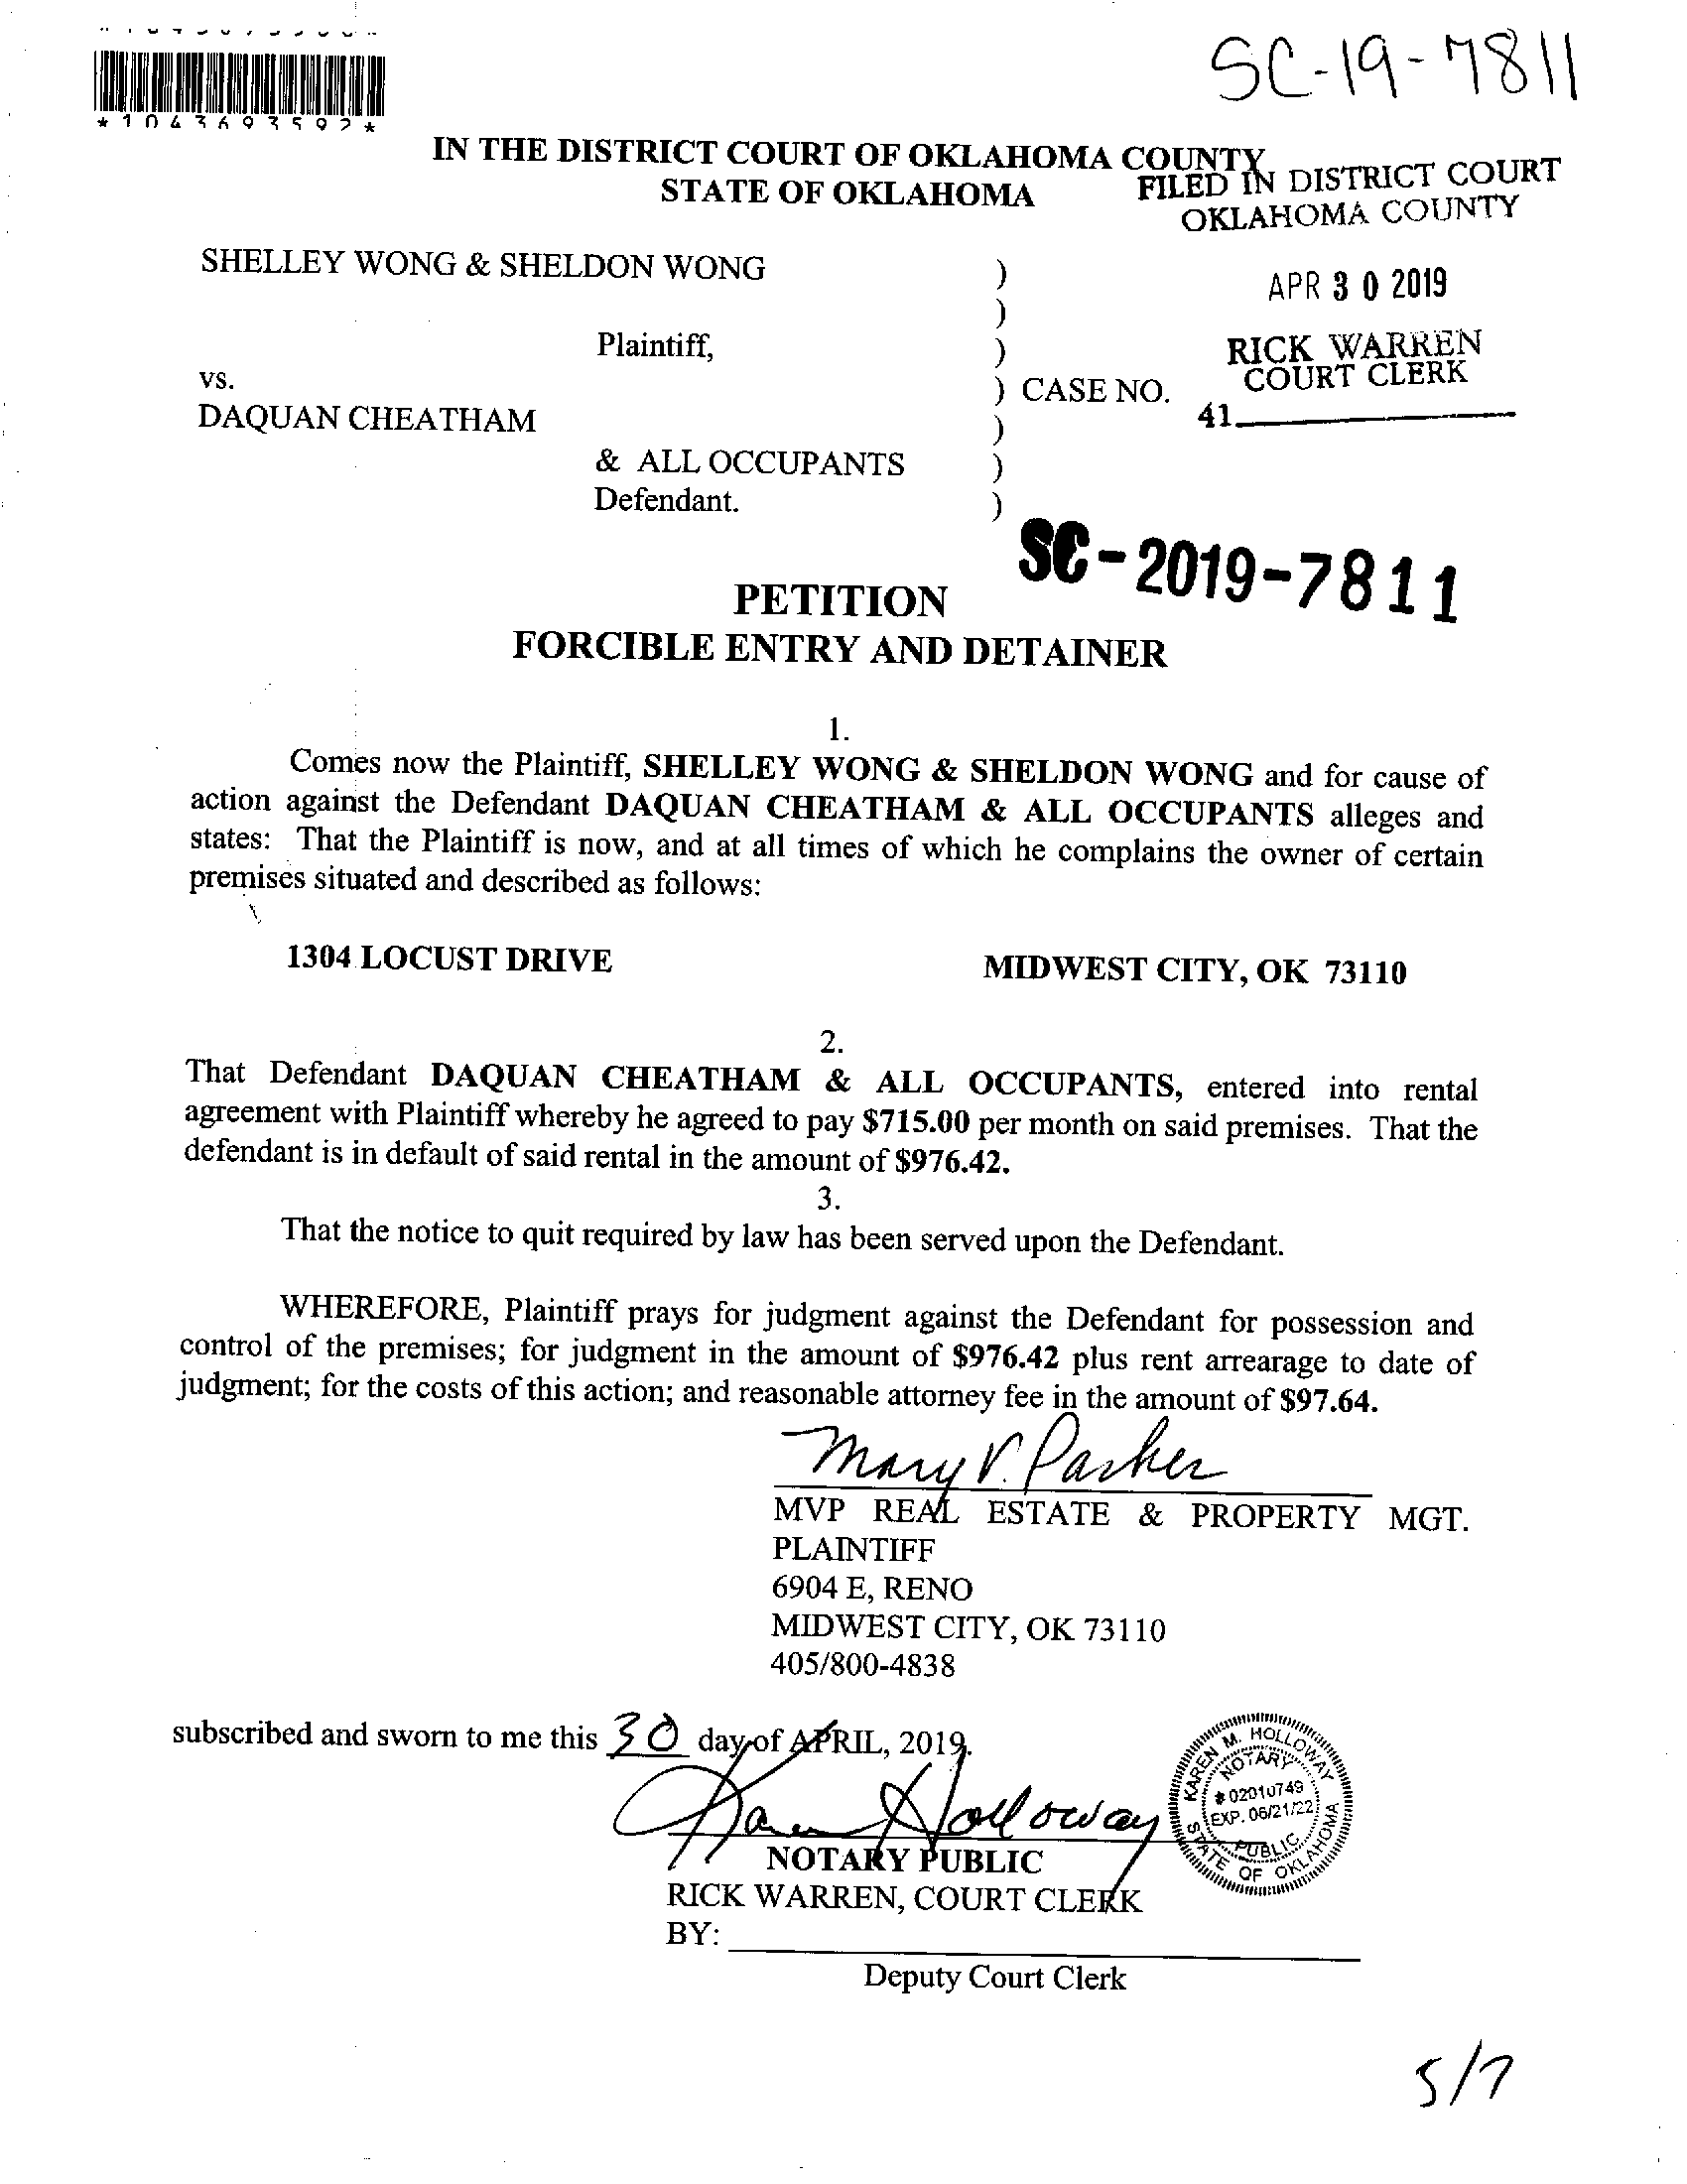 SC-19-7811
*1043693592*
IN THE DISTRICT COURT OF OKLAHOMA COUNTY
STATE OF OKLAHOMA
FILED IN DISTRICT COURT
OKLAHOMA COUNTY
SHELLEY WONG & SHELDON WONG )
APR 30 2019
)
Plaintiff, )
RICK WARREN
COURT CLERK
vs. ) CASE NO.
41
DAQUAN CHEATHAM )
& ALL OCCUPANTS )
Defendant. )
SC-2019-7811
PETITION
FORCIBLE ENTRY AND DETAINER
1.
Comes now the Plaintiff, SHELLEY WONG & SHELDON WONG and for cause of
action against the Defendant DAQUAN CHEATHAM & ALL OCCUPANTS alleges and
states: That the Plaintiff is now, and at all times of which he complains the owner of certain
premises situated and described as follows:
1304 LOCUST DRIVE MIDWEST CITY, OK 73110
2.
That Defendant DAQUAN CHEATHAM & ALL OCCUPANTS, entered into rental
agreement with Plaintiff whereby he agreed to pay $715.00 per month on said premises. That the
defendant is in default of said rental in the amount of $976.42.
3.
That the notice to quit required by law has been served upon the Defendant.
WHEREFORE, Plaintiff prays for judgment against the Defendant for possession and
control of the premises; for judgment in the amount of $976.42 plus rent arrearage to date of
judgment; for the costs of this action; and reasonable attorney fee in the amount of $97.64.
Mary V. Parker
MVP REAL ESTATE & PROPERTY MGT.
PLAINTIFF
6904 E, RENO
MIDWEST CITY, OK 73110
405/800-4838
subscribed and sworn to me this 30 day of APRIL, 2019.
Karen Holloway
KAREN M. HOLLOWAY
NOTARY
# 02010749
EXP. 06/21/22
PUBLIC
STATE OF OKLAHOMA
NOTARY PUBLIC
RICK WARREN, COURT CLERK
BY:
Deputy Court Clerk
5/7